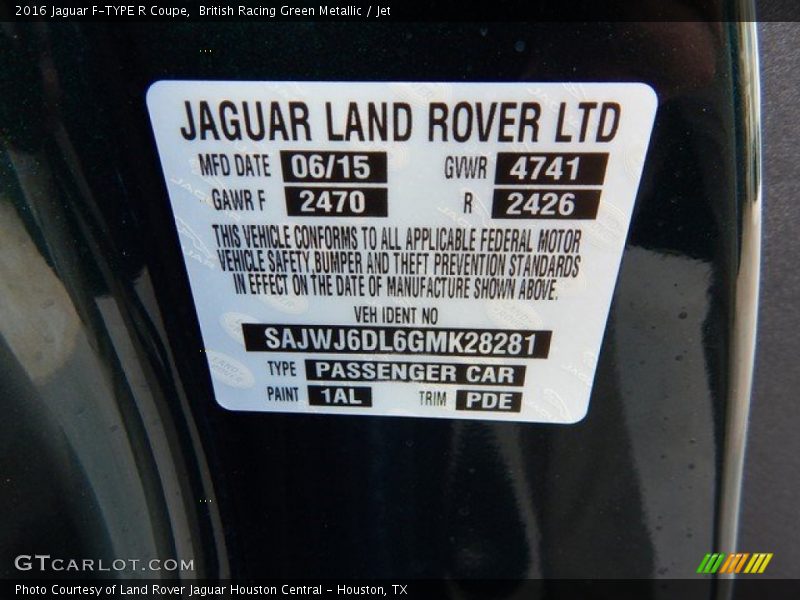 2016 Jaguar F-TYPE R Coupe, British Racing Green Metallic / Jet
JAGUAR LAND ROVER LTD
MFD DATE 06/15 GVWR 4741
GAWR F 2470 R 2426
THIS VEHICLE CONFORMS TO ALL APPLICABLE FEDERAL MOTOR
VEHICLE SAFETY,BUMPER AND THEFT PREVENTION STANDARDS
IN EFFECT ON THE DATE OF MANUFACTURE SHOWN ABOVE.
VEH IDENT NO
SAJWJ6DL6GMK28281
TYPE PASSENGER CAR
PAINT 1AL TRIM PDE
GTCARLOT.COM
Photo Courtesy of Land Rover Jaguar Houston Central - Houston, TX